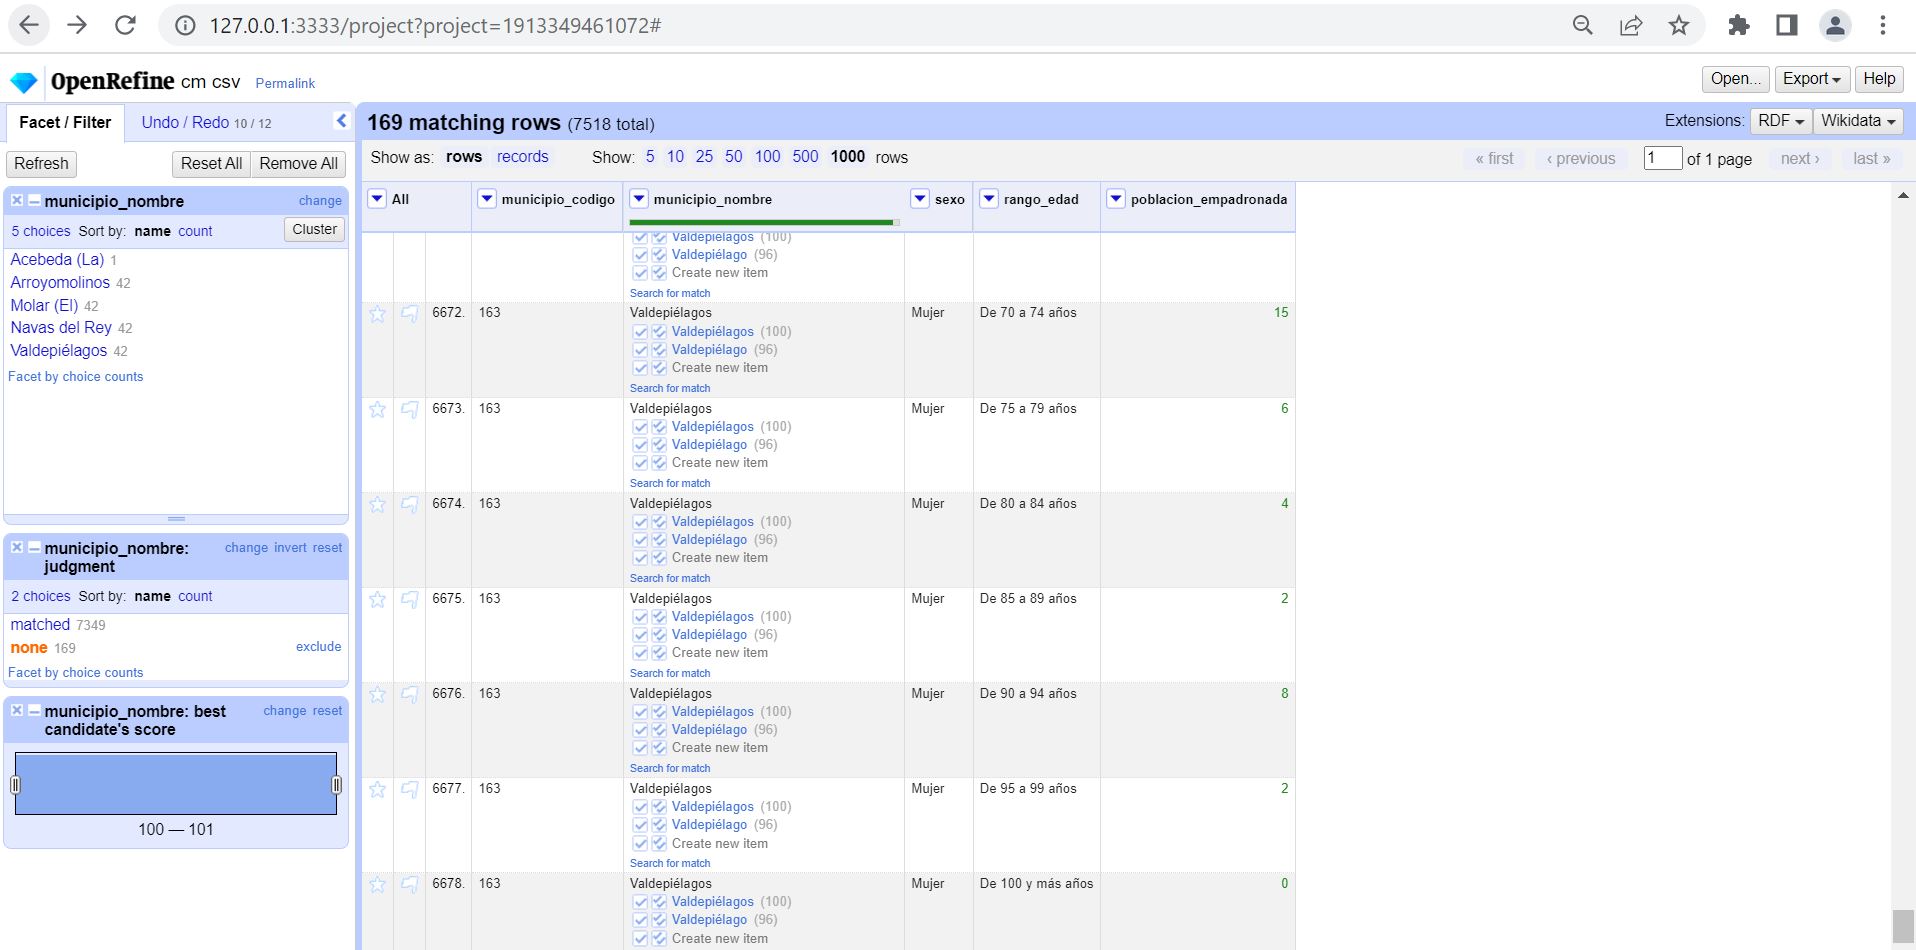 127.0.0.1:3333/project?project=1913349461072#
OpenRefine cm csv Permalink
Open... Export Help
Facet / Filter Undo / Redo 10 / 12
169 matching rows (7518 total)
Extensions: RDF Wikidata
Refresh Reset All Remove All
Show as: rows records Show: 5 10 25 50 100 500 1000 rows
« first ‹ previous 1 of 1 page next › last »
municipio_nombre change
5 choices Sort by: name count Cluster
Acebeda (La) 1
Arroyomolinos 42
Molar (El) 42
Navas del Rey 42
Valdepiélagos 42
Facet by choice counts
municipio_nombre: judgment change invert reset
2 choices Sort by: name count
matched 7349
none 169 exclude
Facet by choice counts
municipio_nombre: best candidate's score change reset
100 — 101
All municipio_codigo municipio_nombre sexo rango_edad poblacion_empadronada
Valdepiélagos (100)
Valdepiélago (96)
Create new item
Search for match
6672. 163 Valdepiélagos Mujer De 70 a 74 años 15
Valdepiélagos (100)
Valdepiélago (96)
Create new item
Search for match
6673. 163 Valdepiélagos Mujer De 75 a 79 años 6
Valdepiélagos (100)
Valdepiélago (96)
Create new item
Search for match
6674. 163 Valdepiélagos Mujer De 80 a 84 años 4
Valdepiélagos (100)
Valdepiélago (96)
Create new item
Search for match
6675. 163 Valdepiélagos Mujer De 85 a 89 años 2
Valdepiélagos (100)
Valdepiélago (96)
Create new item
Search for match
6676. 163 Valdepiélagos Mujer De 90 a 94 años 8
Valdepiélagos (100)
Valdepiélago (96)
Create new item
Search for match
6677. 163 Valdepiélagos Mujer De 95 a 99 años 2
Valdepiélagos (100)
Valdepiélago (96)
Create new item
Search for match
6678. 163 Valdepiélagos Mujer De 100 y más años 0
Valdepiélagos (100)
Valdepiélago (96)
Create new item